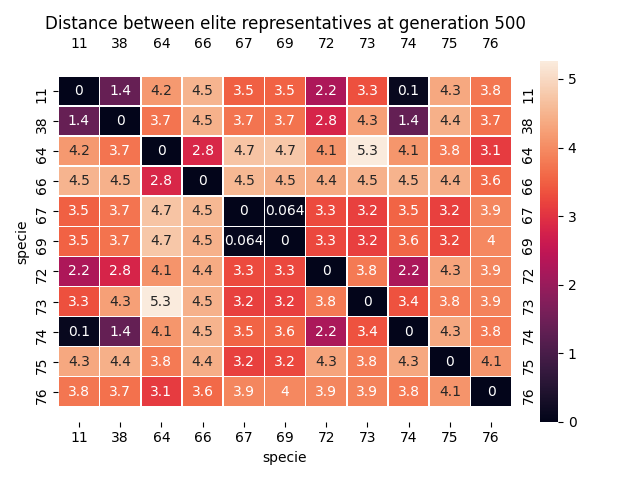 Distance between elite representatives at generation 500
11 38 64 66 67 69 72 73 74 75 76
11 0 1.4 4.2 4.5 3.5 3.5 2.2 3.3 0.1 4.3 3.8 11
38 1.4 0 3.7 4.5 3.7 3.7 2.8 4.3 1.4 4.4 3.7 38
64 4.2 3.7 0 2.8 4.7 4.7 4.1 5.3 4.1 3.8 3.1 64
66 4.5 4.5 2.8 0 4.5 4.5 4.4 4.5 4.5 4.4 3.6 66
67 3.5 3.7 4.7 4.5 0 0.064 3.3 3.2 3.5 3.2 3.9 67
69 3.5 3.7 4.7 4.5 0.064 0 3.3 3.2 3.6 3.2 4 69
72 2.2 2.8 4.1 4.4 3.3 3.3 0 3.8 2.2 4.3 3.9 72
73 3.3 4.3 5.3 4.5 3.2 3.2 3.8 0 3.4 3.8 3.9 73
74 0.1 1.4 4.1 4.5 3.5 3.6 2.2 3.4 0 4.3 3.8 74
75 4.3 4.4 3.8 4.4 3.2 3.2 4.3 3.8 4.3 0 4.1 75
76 3.8 3.7 3.1 3.6 3.9 4 3.9 3.9 3.8 4.1 0 76
11 38 64 66 67 69 72 73 74 75 76
specie
specie
5
4
3
2
1
0